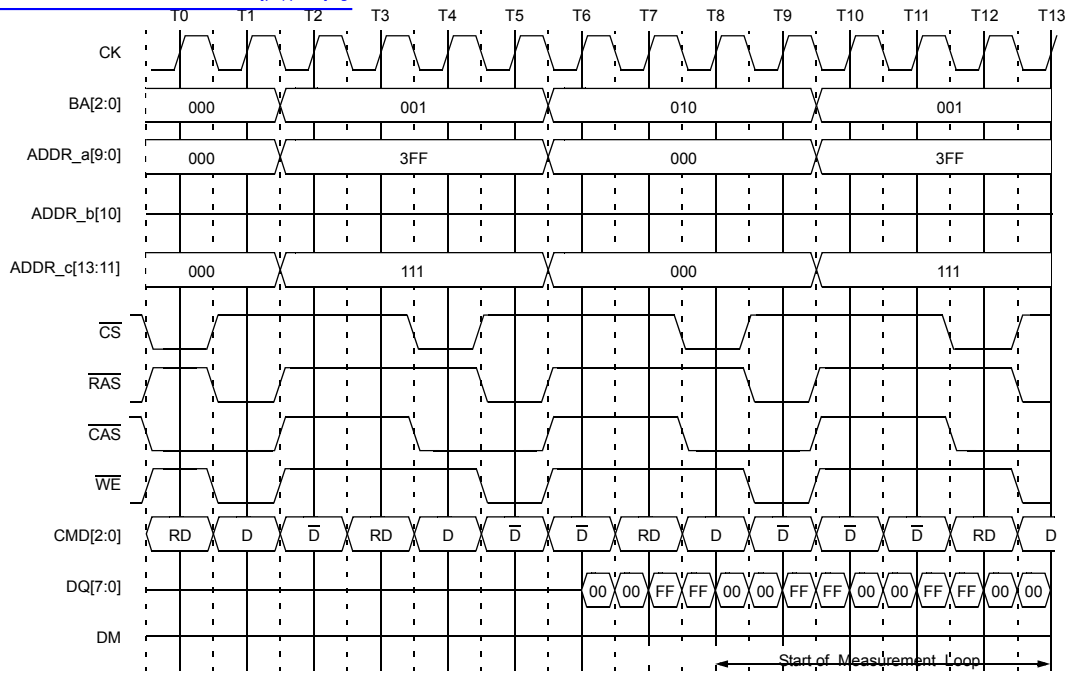 T0 T1 T2 T3 T4 T5 T6 T7 T8 T9 T10 T11 T12 T13
CK
BA[2:0] 000 001 010 001
ADDR_a[9:0] 000 3FF 000 3FF
ADDR_b[10]
ADDR_c[13:11] 000 111 000 111
CS
RAS
CAS
WE
CMD[2:0] RD D D RD D D D RD D D D D RD D
DQ[7:0] 00 00 FF FF 00 00 FF FF 00 00 FF FF 00 00
DM
Start of Measurement Loop